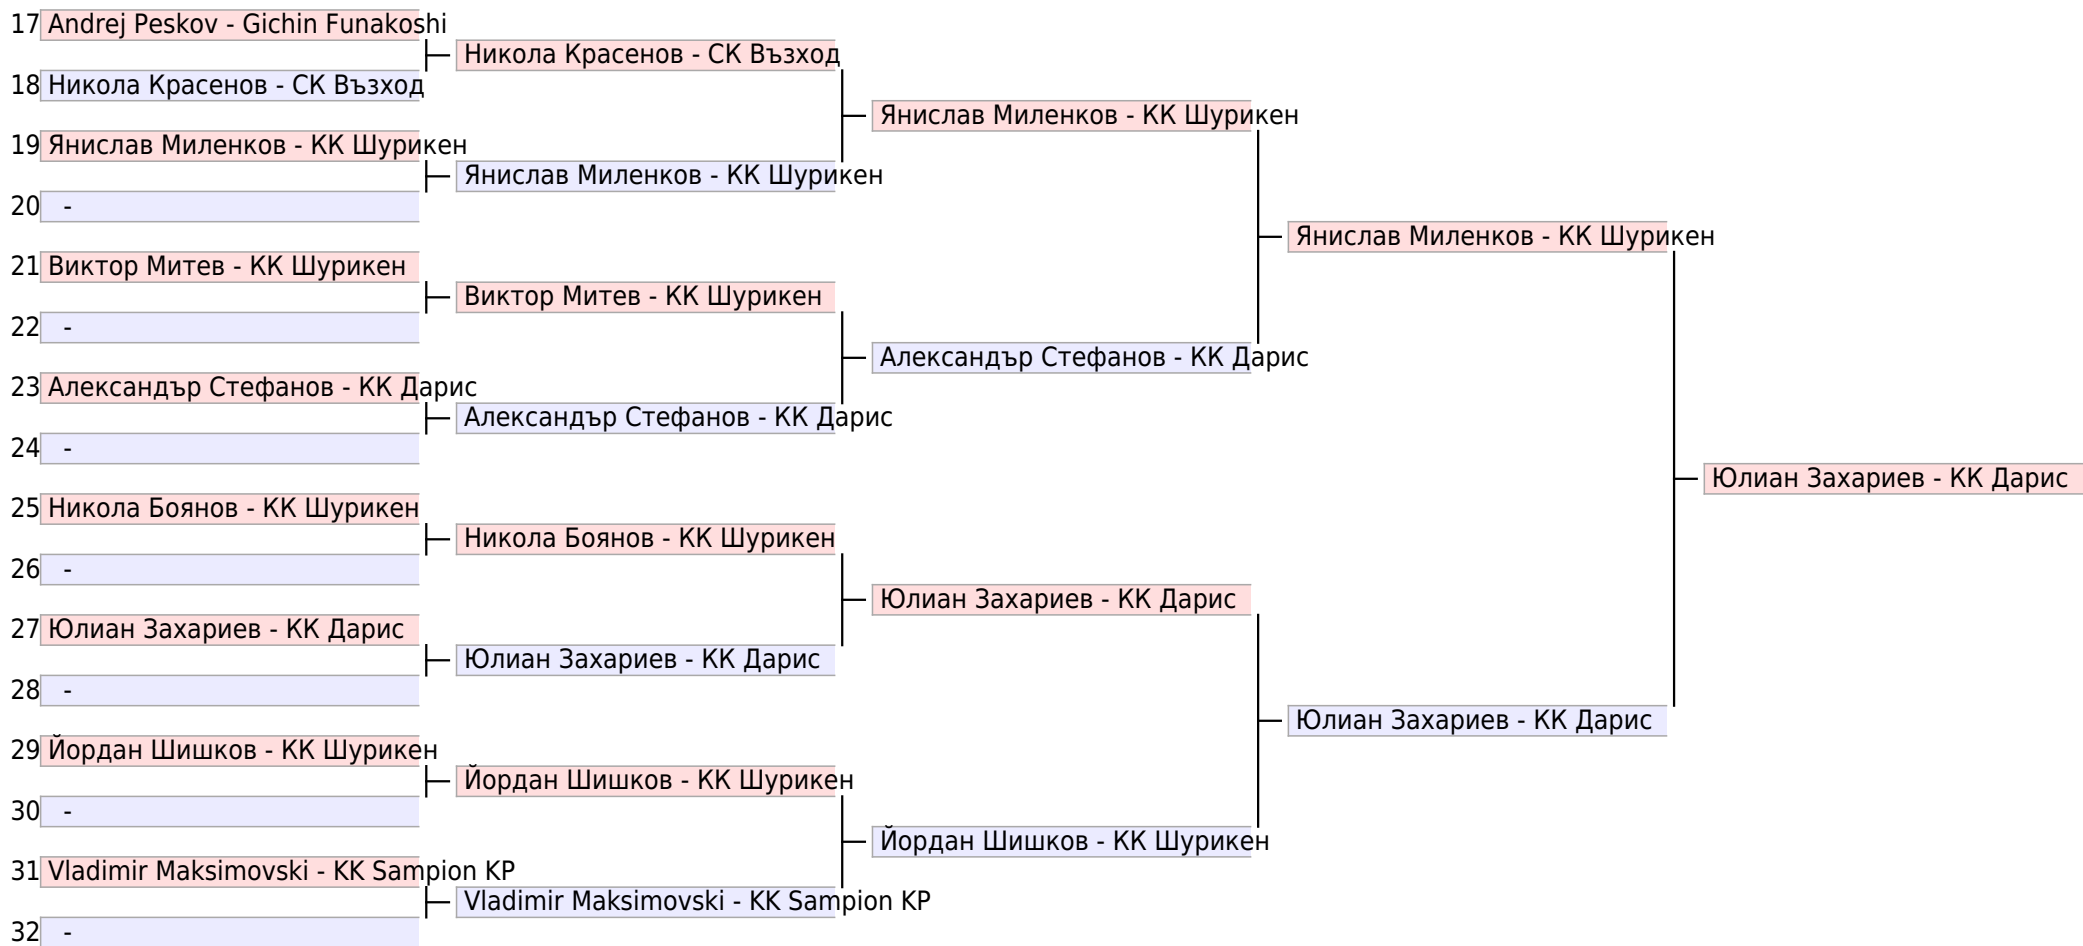 17 Andrej Peskov - Gichin Funakoshi
Никола Красенов - СК Възход
18 Никола Красенов - СК Възход
Янислав Миленков - КК Шурикен
19 Янислав Миленков - КК Шурикен
Янислав Миленков - КК Шурикен
20 -
Янислав Миленков - КК Шурикен
21 Виктор Митев - КК Шурикен
Виктор Митев - КК Шурикен
22 -
Александър Стефанов - КК Дарис
23 Александър Стефанов - КК Дарис
Александър Стефанов - КК Дарис
24 -
Юлиан Захариев - КК Дарис
25 Никола Боянов - КК Шурикен
Никола Боянов - КК Шурикен
26 -
Юлиан Захариев - КК Дарис
27 Юлиан Захариев - КК Дарис
Юлиан Захариев - КК Дарис
28 -
Юлиан Захариев - КК Дарис
29 Йордан Шишков - КК Шурикен
Йордан Шишков - КК Шурикен
30 -
Йордан Шишков - КК Шурикен
31 Vladimir Maksimovski - KK Sampion KP
Vladimir Maksimovski - KK Sampion KP
32 -